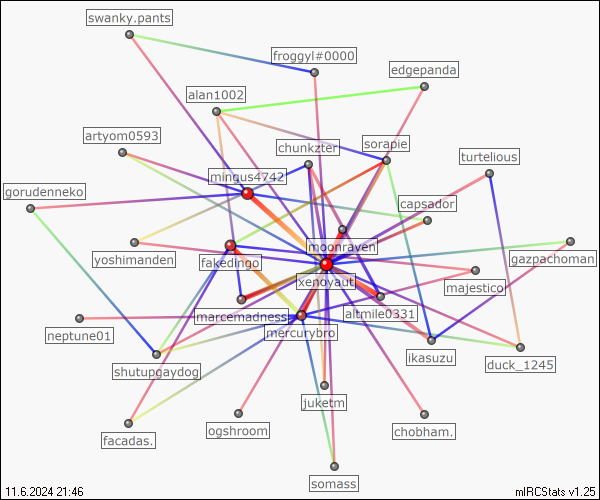 swanky.pants
froggyl#0000
edgepanda
alan1002
artyom0593
chunkzter
sorapie
turtelious
mingus4742
gorudenneko
capsador
moonraven
yoshimanden
fakedingo
gazpachoman
xenoyaut
majestico
marcemadness
altmile0331
mercurybro
neptune01
ikasuzu
duck_1245
shutupgaydog
juketm
facadas.
ogshroom
chobham.
somass
11.6.2024 21:46
mIRCStats v1.25